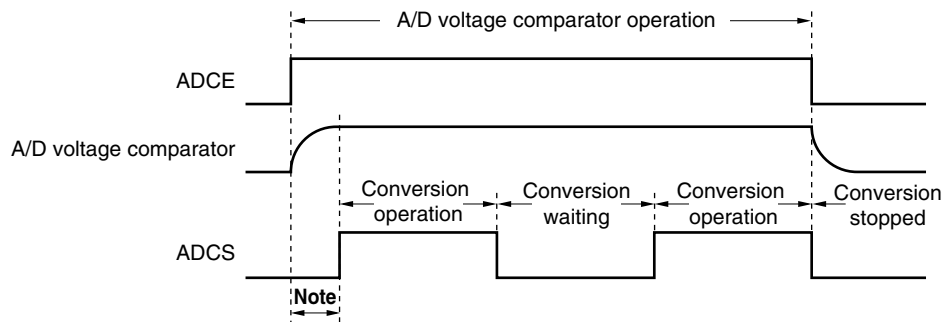 A/D voltage comparator operation
ADCE
A/D voltage comparator
Conversion
operation
Conversion
waiting
Conversion
operation
Conversion
stopped
ADCS
Note